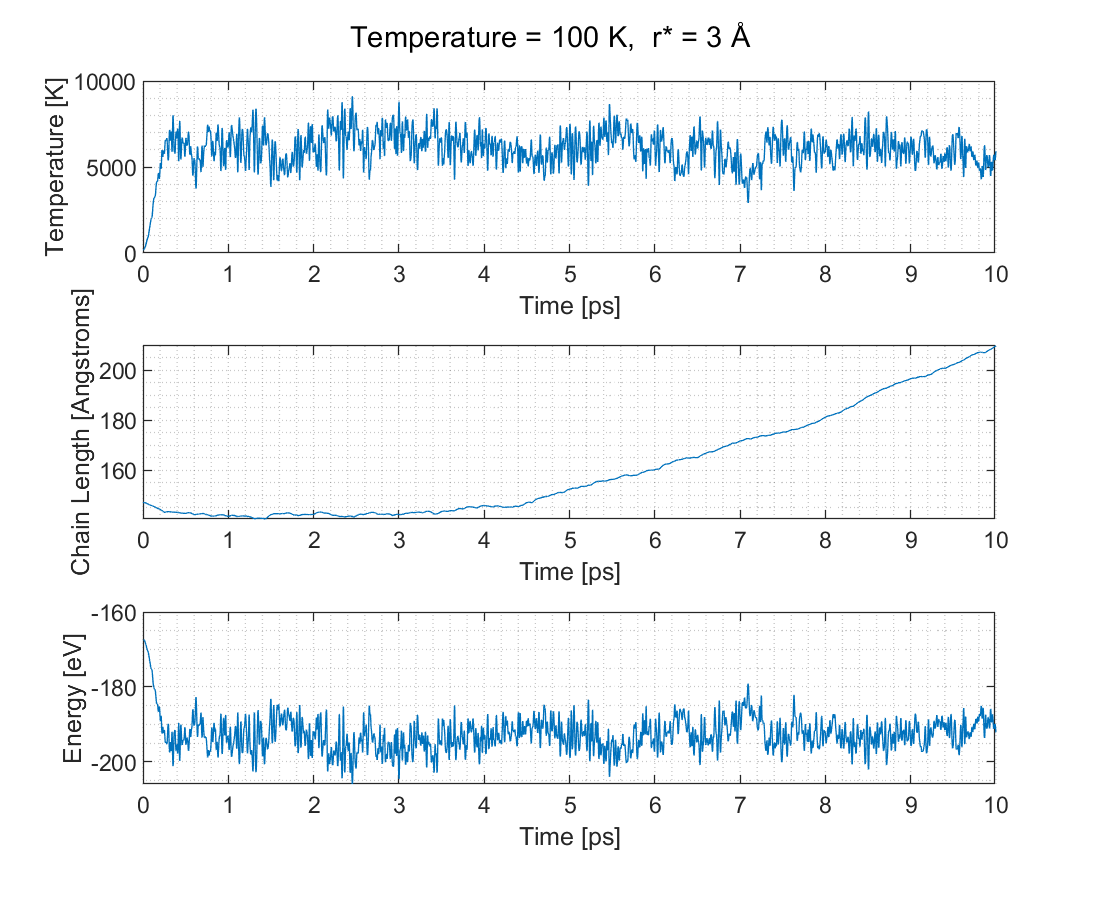 Temperature = 100 K, r* = 3 Å
Temperature [K]
10000
5000
0
0 1 2 3 4 5 6 7 8 9 10
Time [ps]
Chain Length [Angstroms]
200
180
160
0 1 2 3 4 5 6 7 8 9 10
Time [ps]
Energy [eV]
-160
-180
-200
0 1 2 3 4 5 6 7 8 9 10
Time [ps]